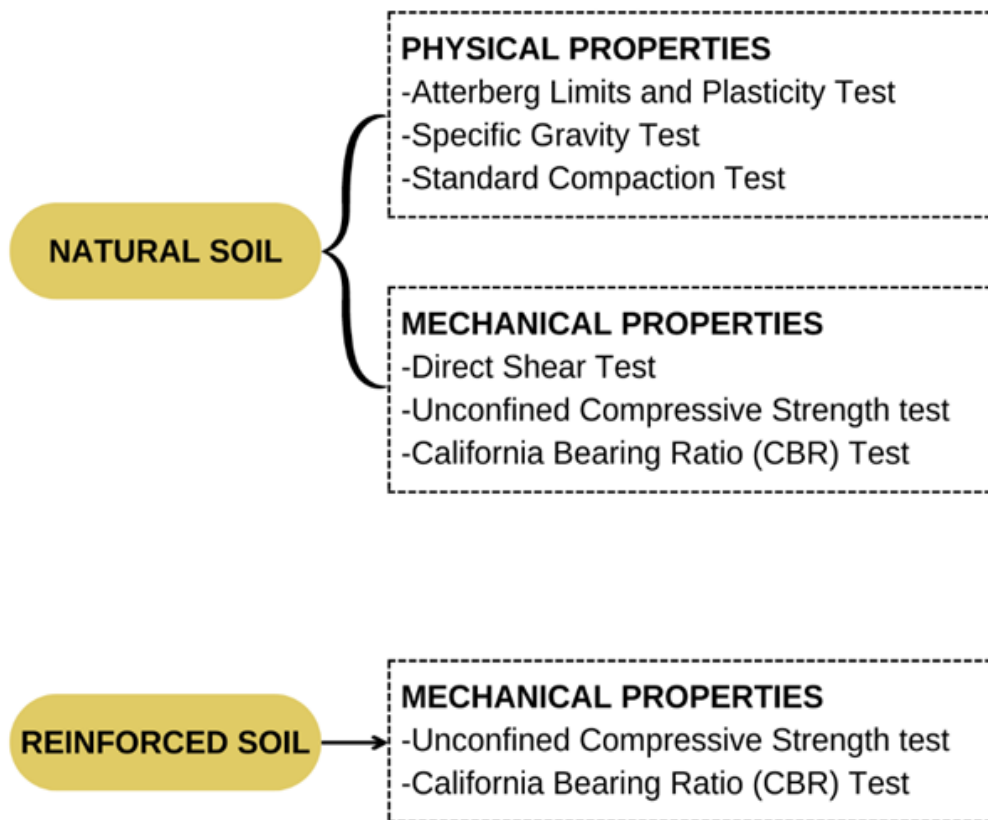 NATURAL SOIL
PHYSICAL PROPERTIES
-Atterberg Limits and Plasticity Test
-Specific Gravity Test
-Standard Compaction Test
MECHANICAL PROPERTIES
-Direct Shear Test
-Unconfined Compressive Strength test
-California Bearing Ratio (CBR) Test
REINFORCED SOIL
MECHANICAL PROPERTIES
-Unconfined Compressive Strength test
-California Bearing Ratio (CBR) Test